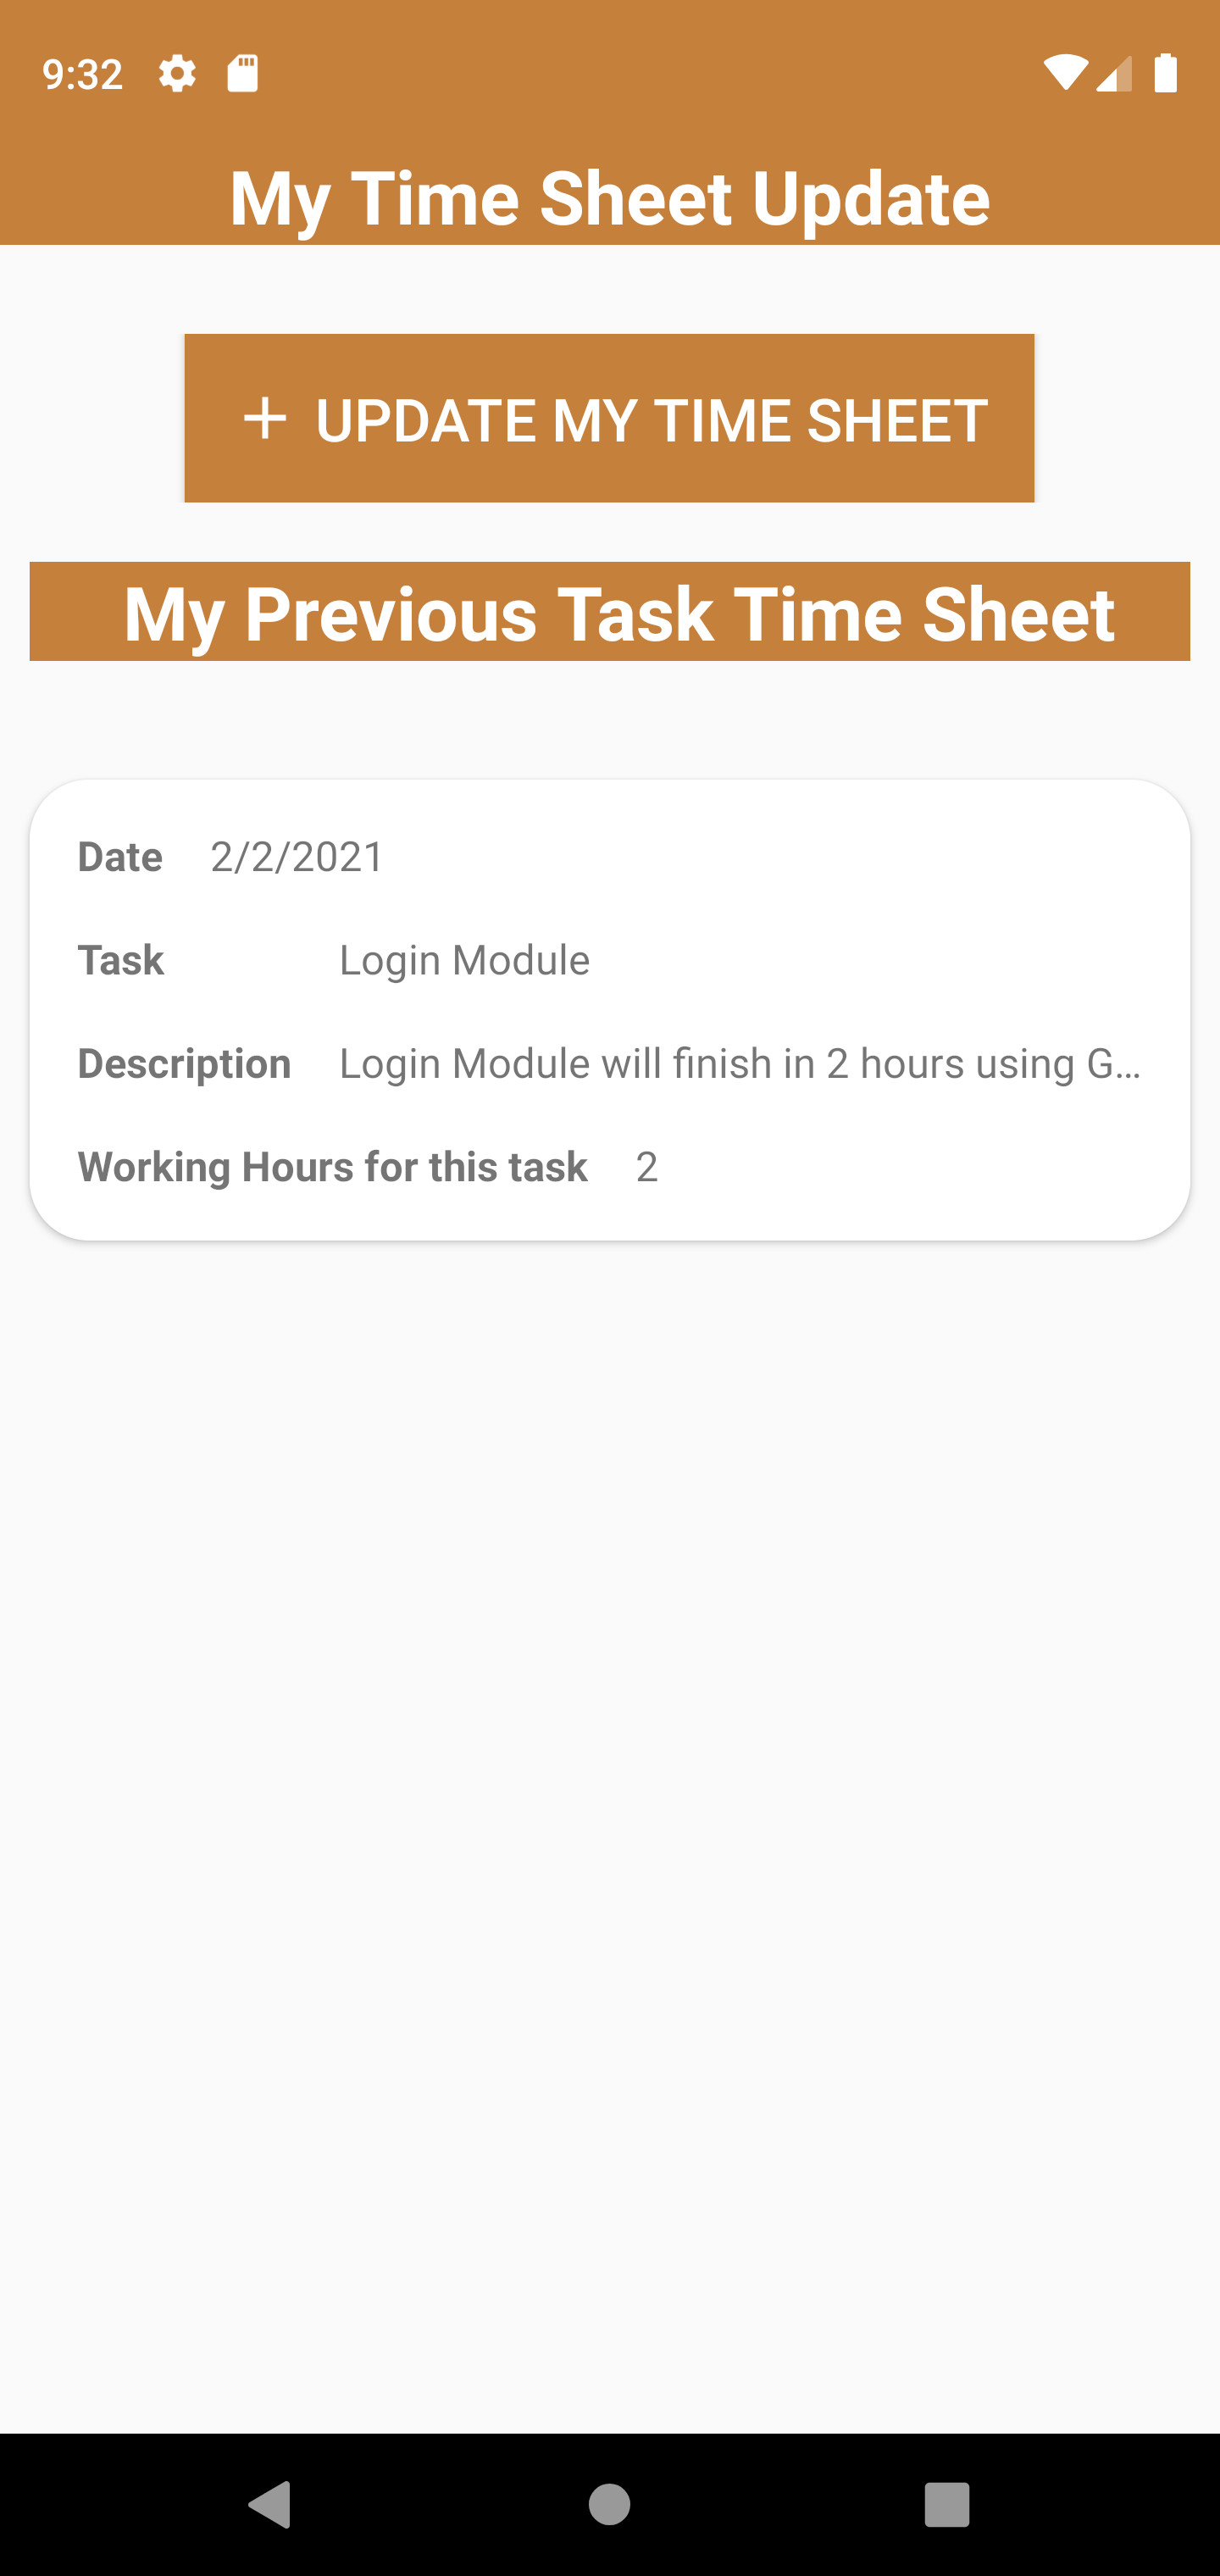 9:32
My Time Sheet Update
+ UPDATE MY TIME SHEET
My Previous Task Time Sheet
Date 2/2/2021
Task Login Module
Description Login Module will finish in 2 hours using G...
Working Hours for this task 2